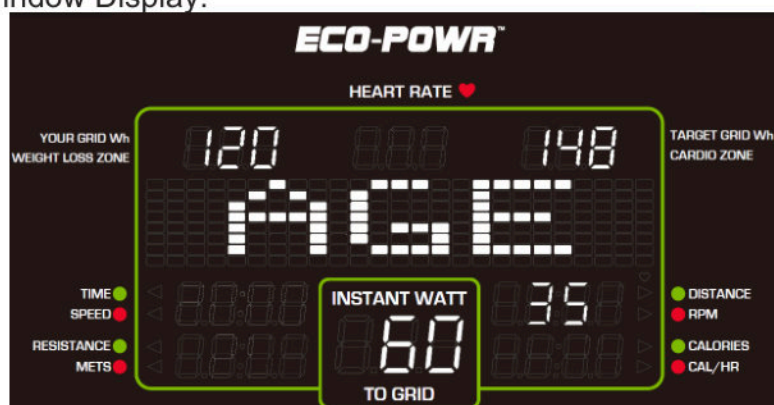 indow Display:
ECO-POWR™
HEART RATE
YOUR GRID Wh
WEIGHT LOSS ZONE
120
148
TARGET GRID Wh
CARDIO ZONE
AGE
TIME
SPEED
INSTANT WATT
35
DISTANCE
RPM
RESISTANCE
METS
60
CALORIES
CAL/HR
TO GRID